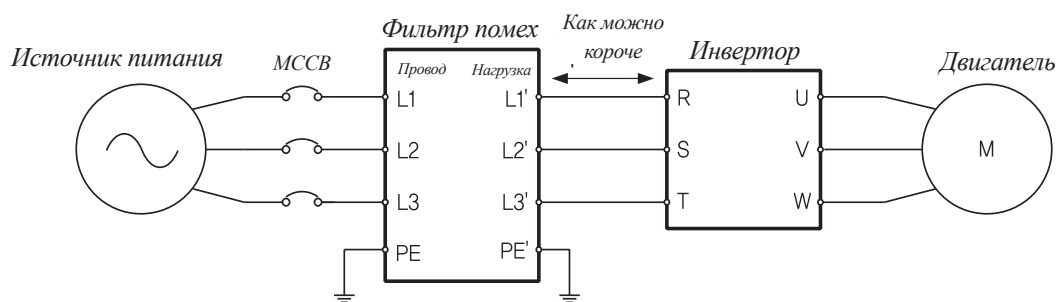 Источник питания
МССВ
Фильтр помех
Как можно
короче
Инвертор
Двигатель
Провод Нагрузка
L1 L1' R U
L2 L2' S V M
L3 L3' T W
PE PE'